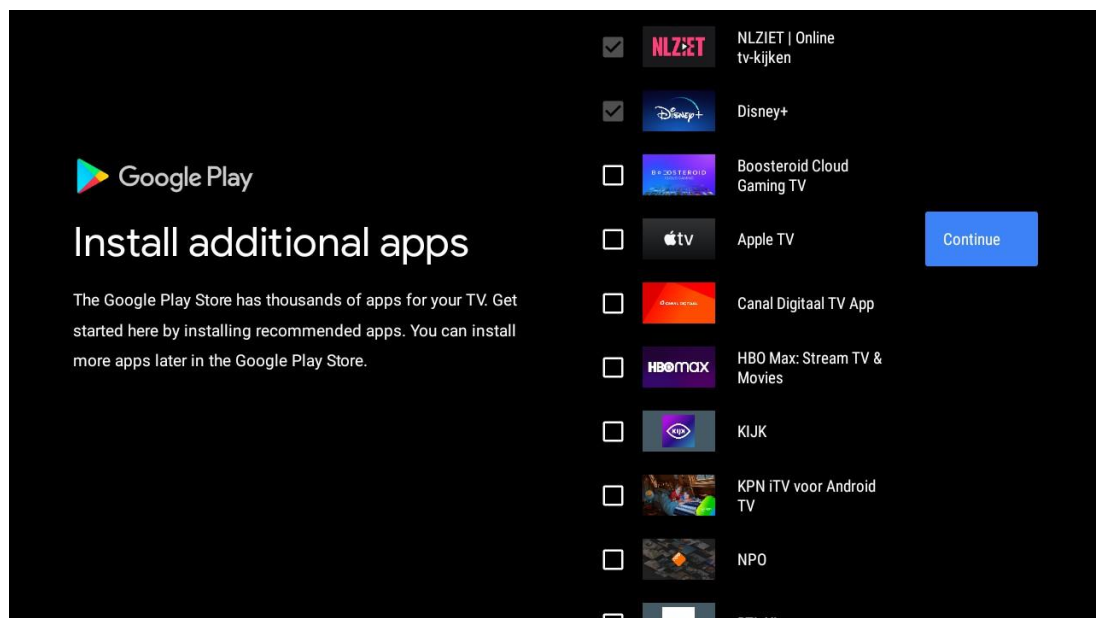 Google Play
Install additional apps
The Google Play Store has thousands of apps for your TV. Get
started here by installing recommended apps. You can install
more apps later in the Google Play Store.
NLZIET
NLZIET | Online
tv-kijken
Disney+
Disney+
BOOSTEROID
Boosteroid Cloud
Gaming TV
tv
Apple TV
Continue
CANAL DIGITAAL
Canal Digitaal TV App
HBOmax
HBO Max: Stream TV &
Movies
KIJK
KIJK
KPN iTV voor Android
TV
NPO